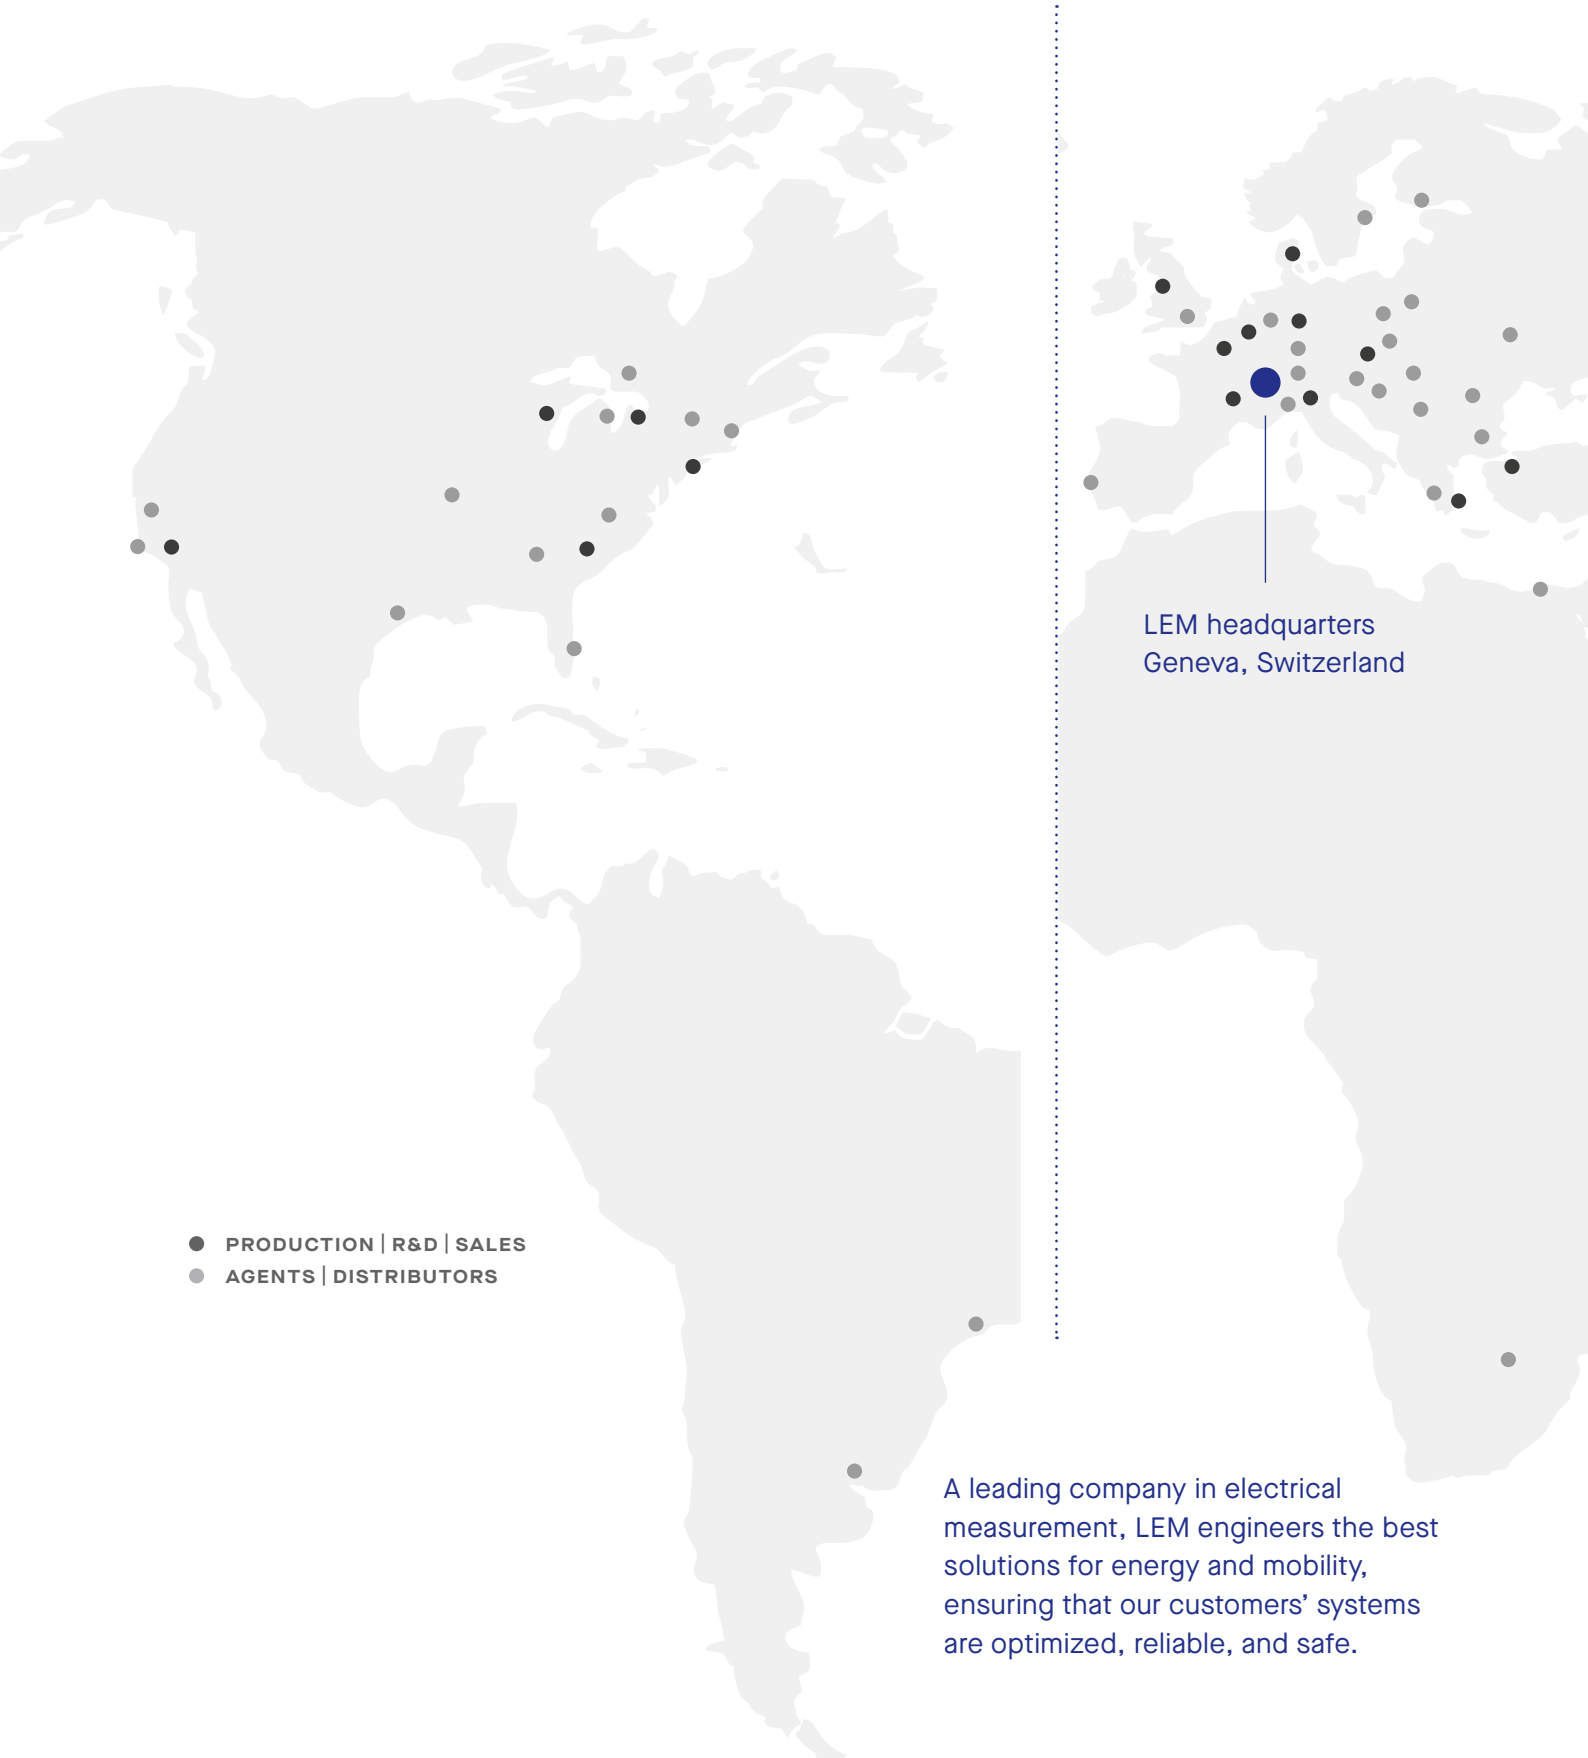 LEM headquarters
Geneva, Switzerland
PRODUCTION | R&D | SALES
AGENTS | DISTRIBUTORS
A leading company in electrical
measurement, LEM engineers the best
solutions for energy and mobility,
ensuring that our customers’ systems
are optimized, reliable, and safe.